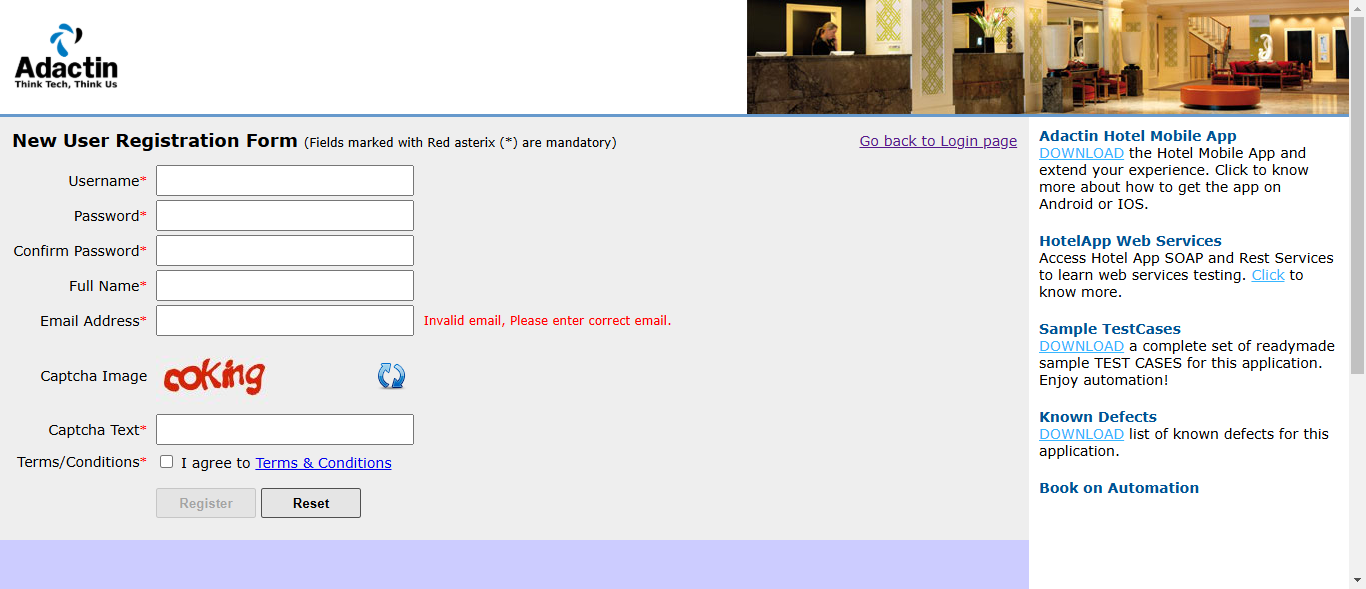 Adactin
Think Tech, Think Us
New User Registration Form (Fields marked with Red asterix (*) are mandatory)
Go back to Login page
Username*
Password*
Confirm Password*
Full Name*
Email Address*
Invalid email, Please enter correct email.
Captcha Image
coking
Captcha Text*
Terms/Conditions*
I agree to Terms & Conditions
Register
Reset
Adactin Hotel Mobile App
DOWNLOAD the Hotel Mobile App and
extend your experience. Click to know
more about how to get the app on
Android or IOS.
HotelApp Web Services
Access Hotel App SOAP and Rest Services
to learn web services testing. Click to
know more.
Sample TestCases
DOWNLOAD a complete set of readymade
sample TEST CASES for this application.
Enjoy automation!
Known Defects
DOWNLOAD list of known defects for this
application.
Book on Automation